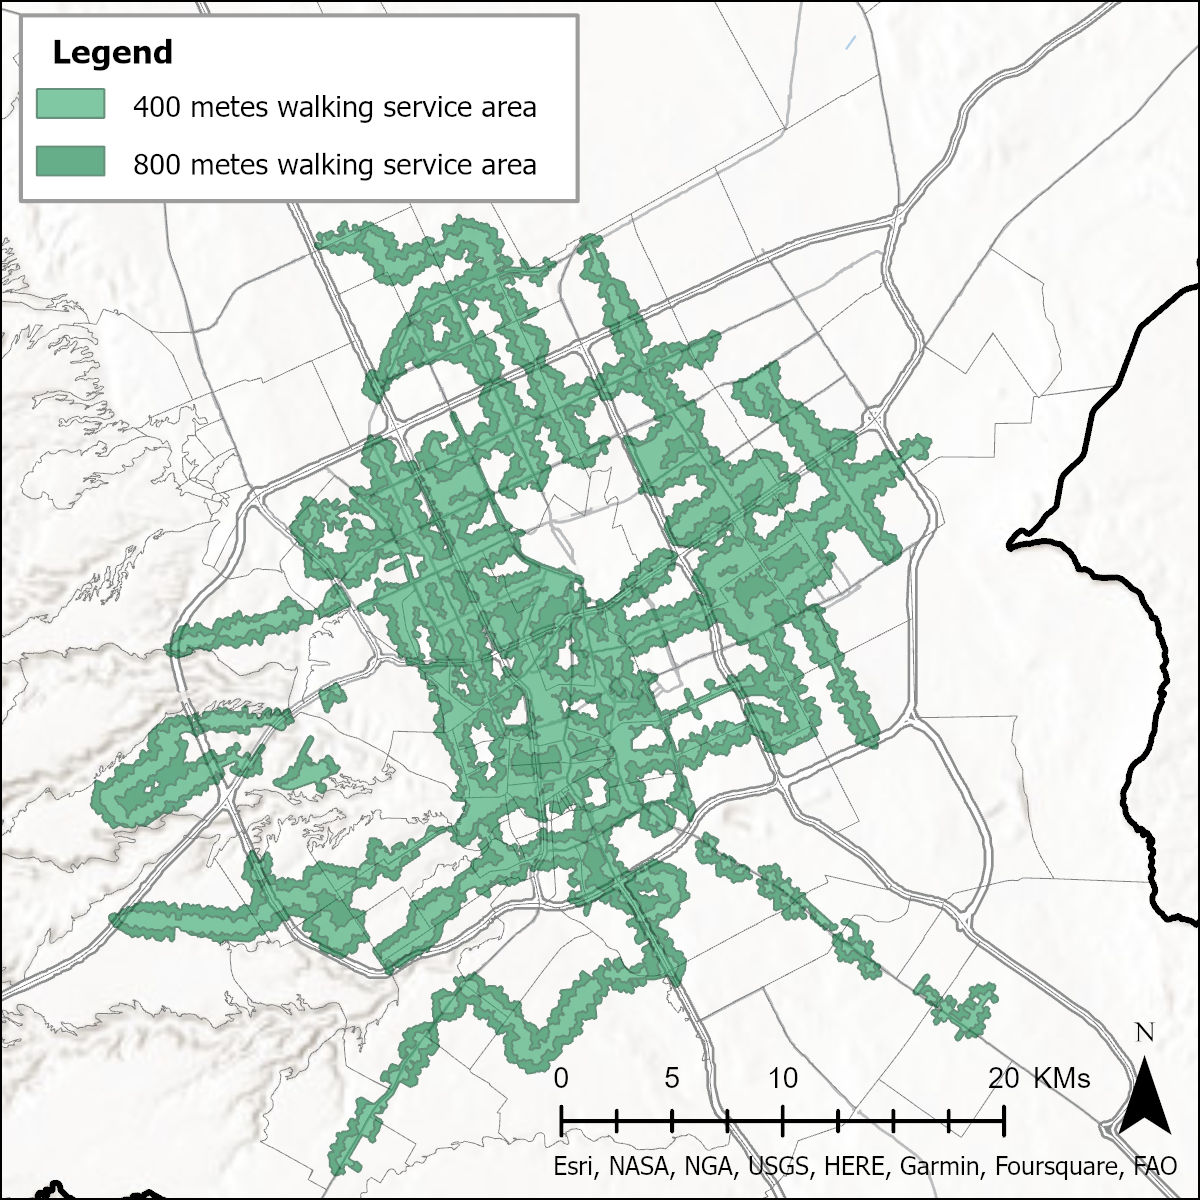 Legend
400 metes walking service area
800 metes walking service area
N
0 5 10 20 KMs
Esri, NASA, NGA, USGS, HERE, Garmin, Foursquare, FAO